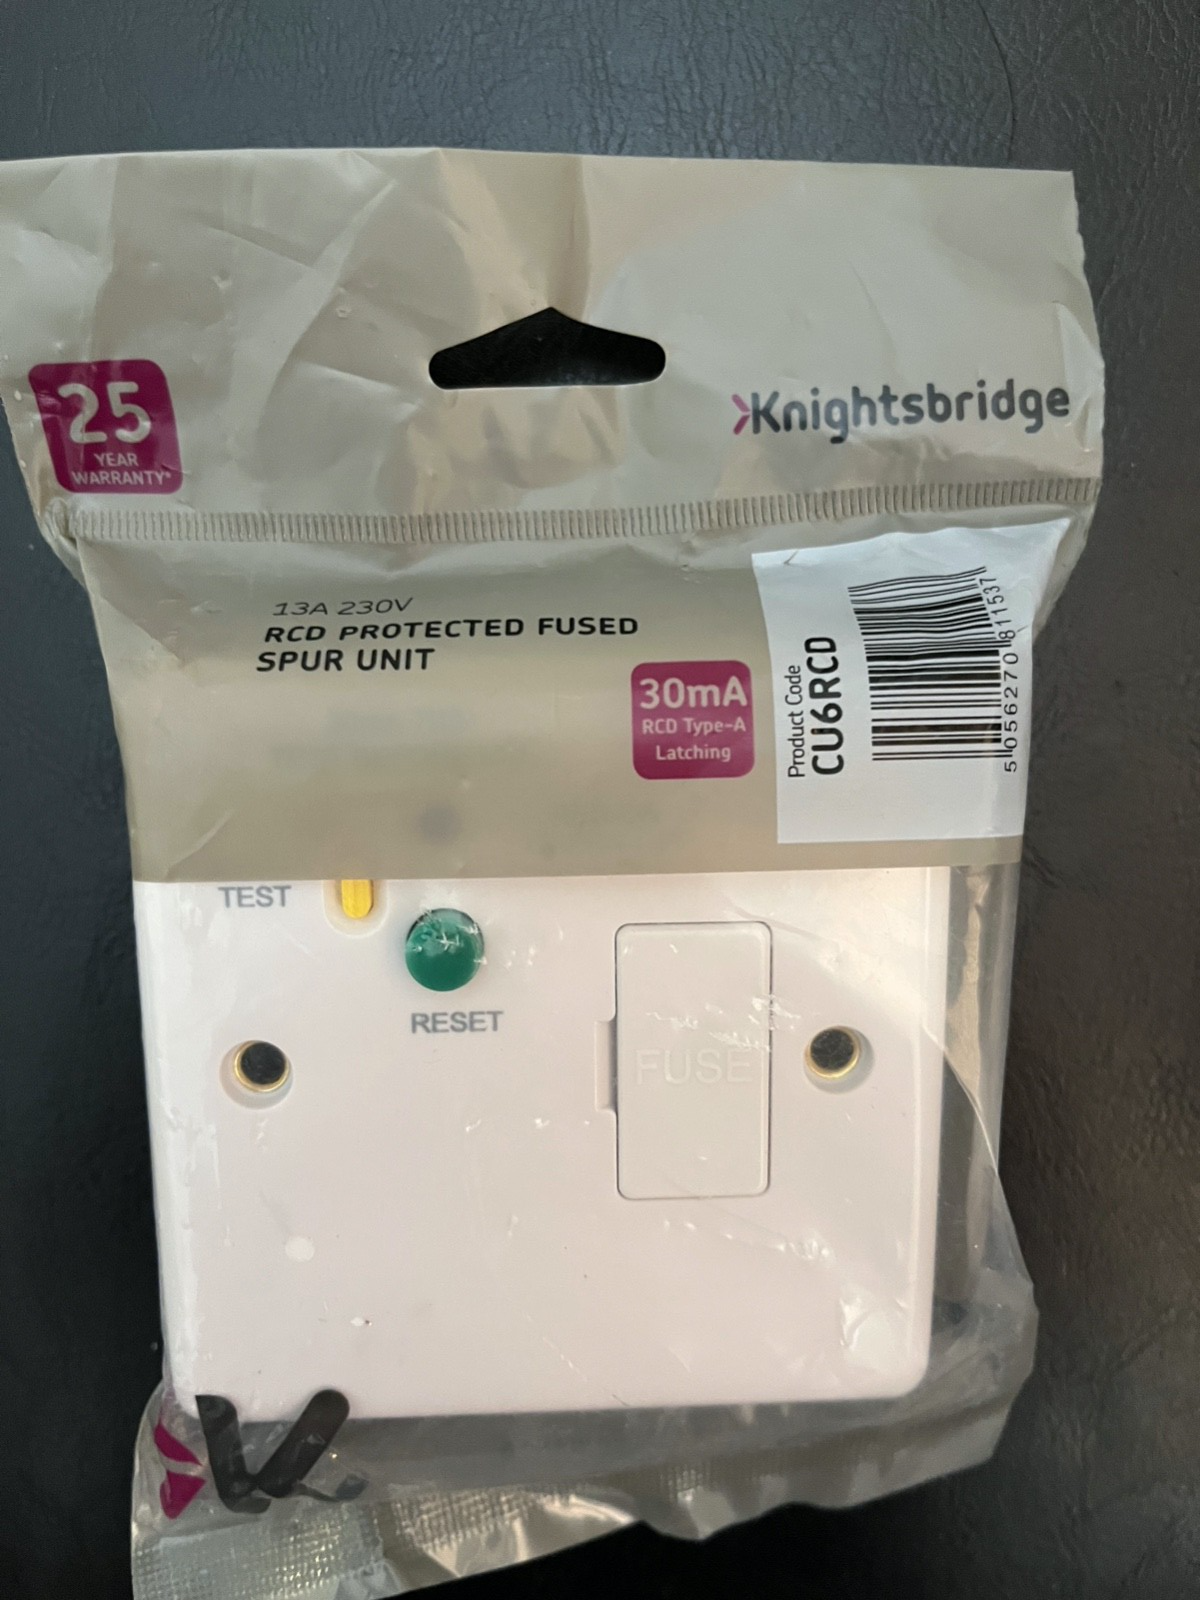 25
YEAR
WARRANTY*
Knightsbridge
13A 230V
RCD PROTECTED FUSED
SPUR UNIT
30mA
RCD Type-A
Latching
Product Code
CU6RCD
5 056270 811537
TEST
RESET
FUSE